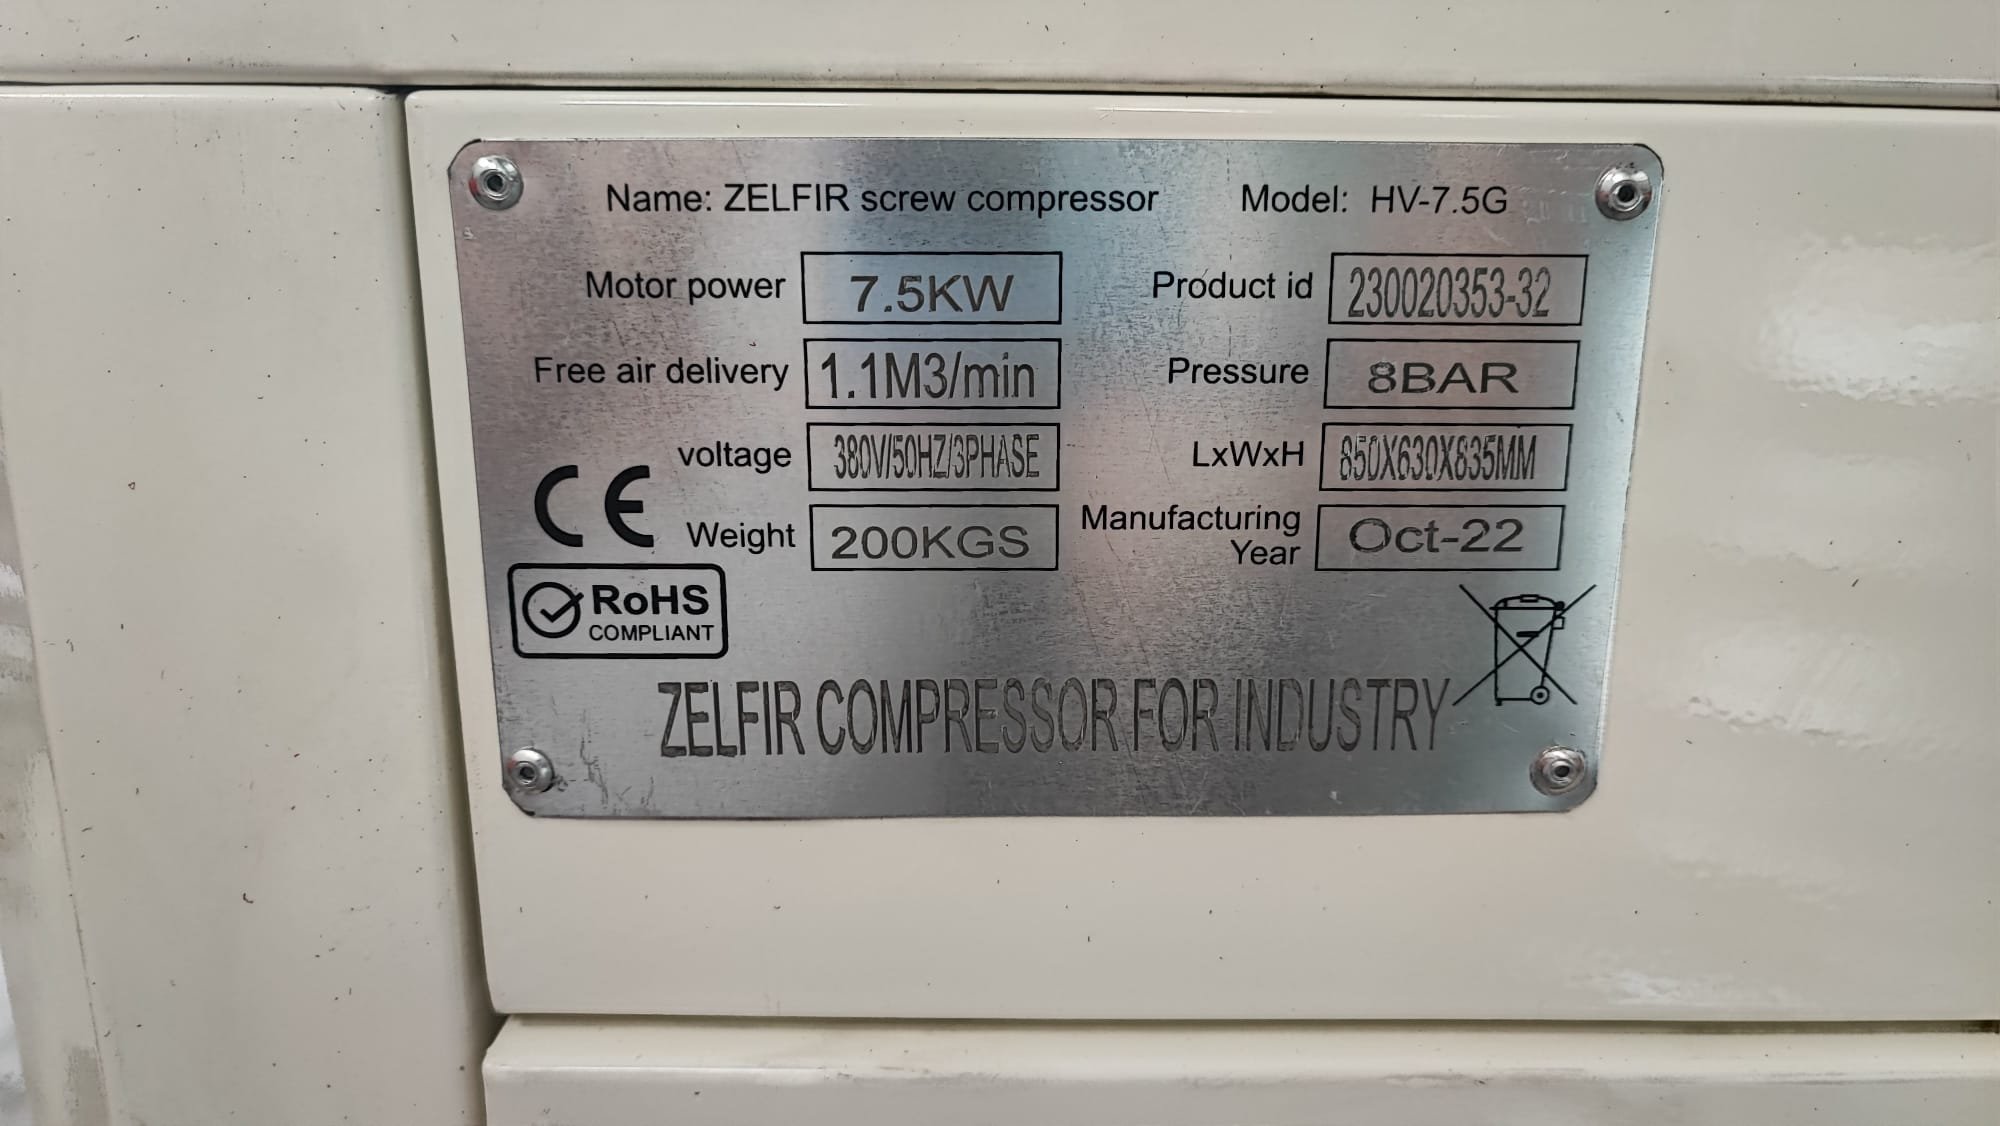 Name: ZELFIR screw compressor Model: HV-7.5G
Motor power 7.5KW Product id 230020353-32
Free air delivery 1.1M3/min Pressure 8BAR
voltage 380V/50HZ/3PHASE LxWxH 850X630X835MM
CE Weight 200KGS Manufacturing Year Oct-22
RoHS
COMPLIANT
ZELFIR COMPRESSOR FOR INDUSTRY